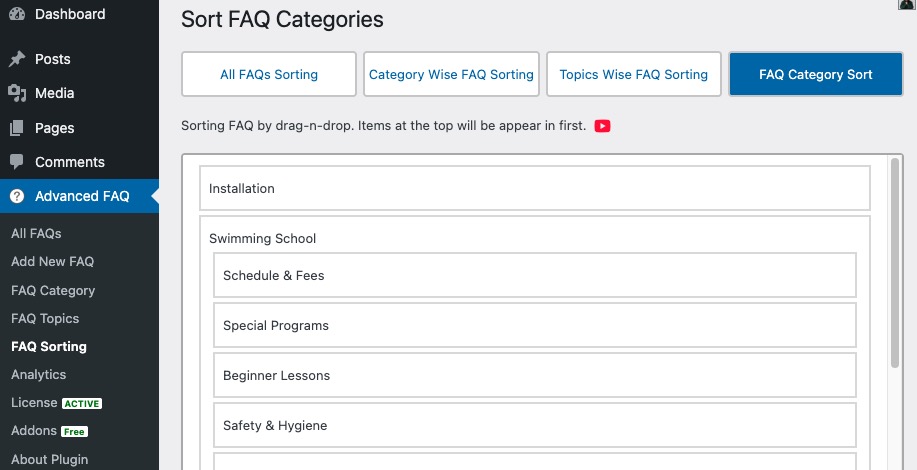 Dashboard
Posts
Media
Pages
Comments
Advanced FAQ
All FAQs
Add New FAQ
FAQ Category
FAQ Topics
FAQ Sorting
Analytics
License ACTIVE
Addons Free
About Plugin
Sort FAQ Categories
All FAQs Sorting
Category Wise FAQ Sorting
Topics Wise FAQ Sorting
FAQ Category Sort
Sorting FAQ by drag-n-drop. Items at the top will be appear in first.
Installation
Swimming School
Schedule & Fees
Special Programs
Beginner Lessons
Safety & Hygiene